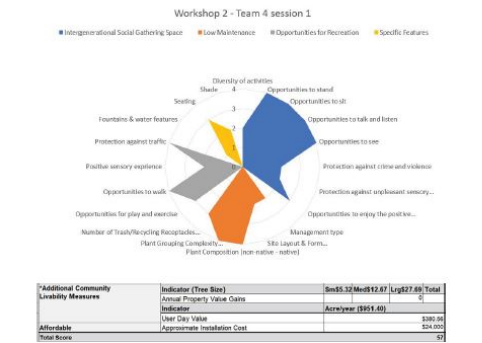 Workshop 2 - Team 4 session 1
Intergenerational Social Gathering Space Low Maintenance Opportunities for Recreation Specific Features
Diversity of activities
Shade 4 Opportunities to stand
Seating 3 Opportunities to sit
Fountains & water features 2 Opportunities to talk and listen
Protection against traffic 1 Opportunities to see
Positive sensory exprience 0 Protection against crime and violence
Opportunities to walk Protection against unpleasant sensory...
Opportunities for play and exercise Opportunities to enjoy the positive...
Number of Trash/Recycling Receptacles... Management type
Plant Grouping Complexity... Site Layout & Form...
Plant Composition (non-native - native)
*Additional Community Indicator (Tree Size) Sm$5.32 Med$12.67 Lrg$27.69 Total
Livability Measures Annual Property Value Gains 0
Indicator Acre/year ($951.40)
User Day Value $380.56
Affordable Approximate Installation Cost $24,000
Total Score 57